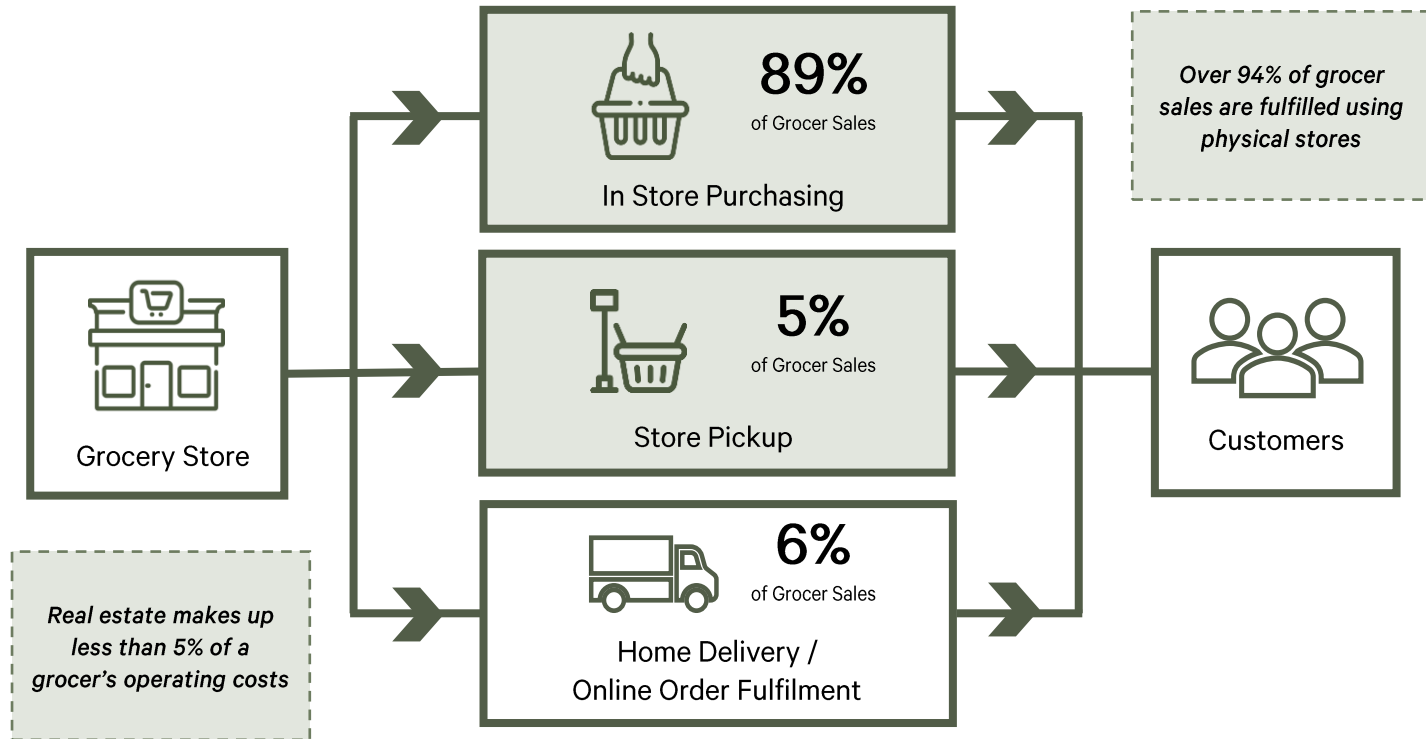 89%
of Grocer Sales
In Store Purchasing
Over 94% of grocer
sales are fulfilled using
physical stores
Grocery Store
5%
of Grocer Sales
Store Pickup
Customers
Real estate makes up
less than 5% of a
grocer’s operating costs
6%
of Grocer Sales
Home Delivery /
Online Order Fulfilment